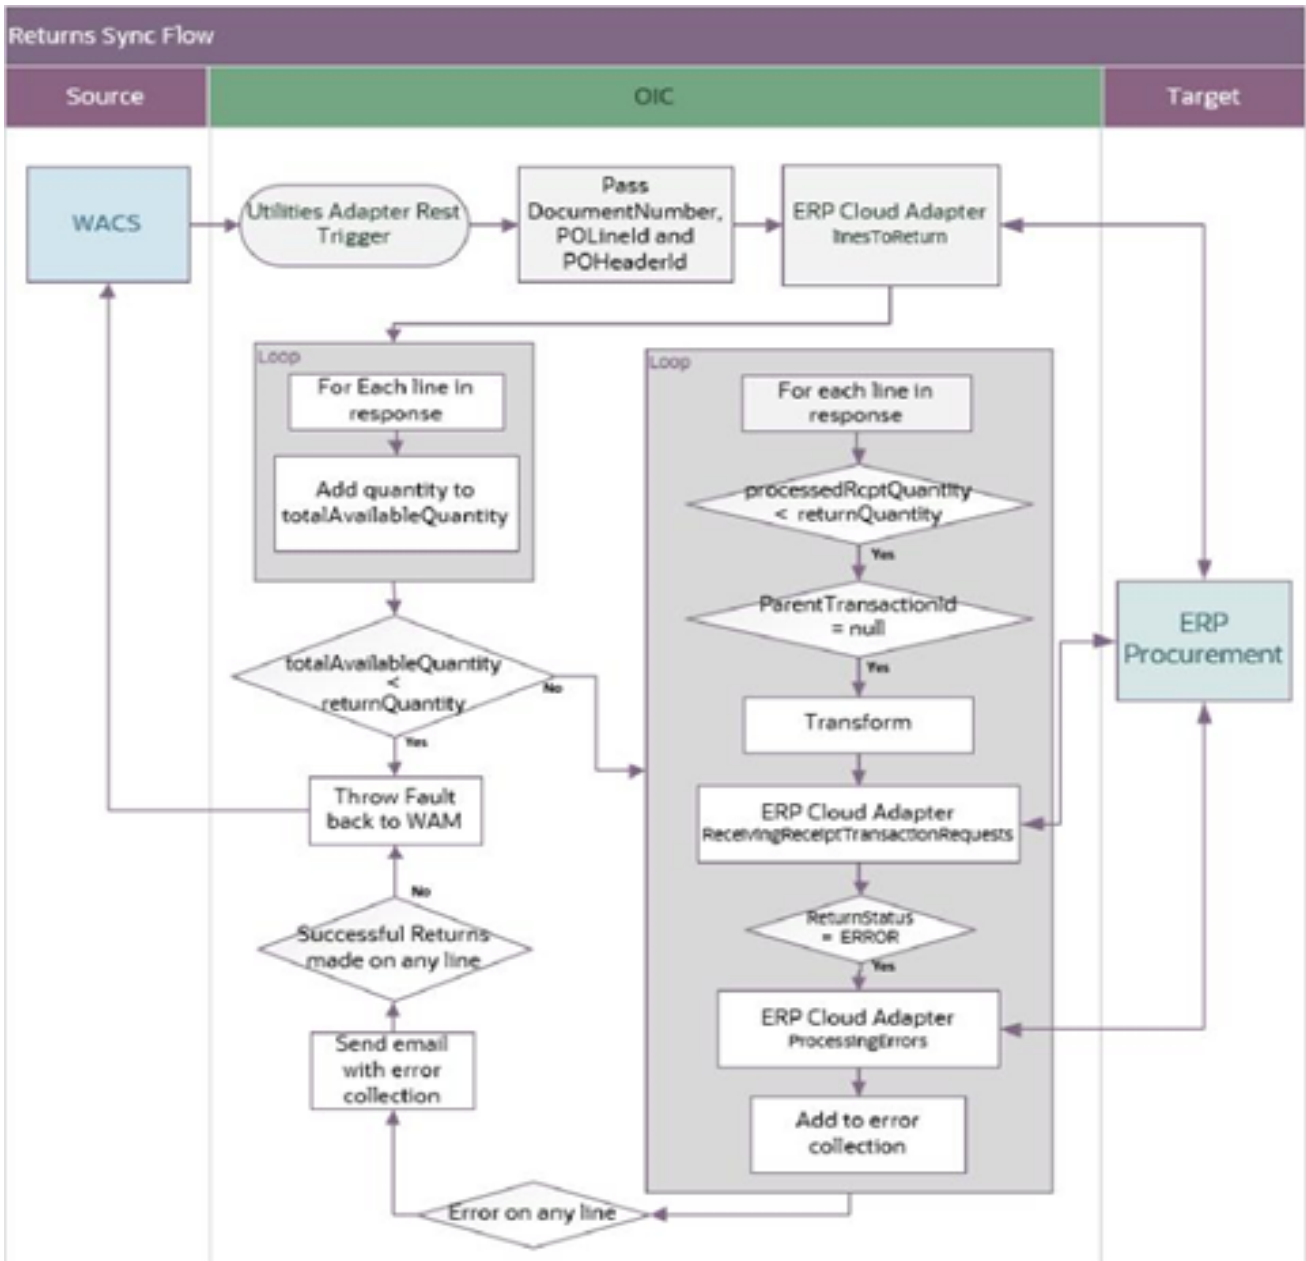 Returns Sync Flow
Source
OIC
Target
WACS
Utilities Adapter Rest
Trigger
Pass
DocumentNumber,
POLineId and
POHeaderId
ERP Cloud Adapter
linesToReturn
Loop
For Each line in
response
Add quantity to
totalAvailableQuantity
totalAvailableQuantity
<
returnQuantity
No
Yes
Throw Fault
back to WAM
No
Successful Returns
made on any line
Send email
with error
collection
Error on any line
Loop
For each line in
response
processedRcptQuantity
< returnQuantity
Yes
ParentTransactionId
= null
Yes
Transform
ERP Cloud Adapter
ReceivingReceiptTransactionRequests
ReturnStatus
= ERROR
Yes
ERP Cloud Adapter
ProcessingErrors
Add to error
collection
ERP
Procurement